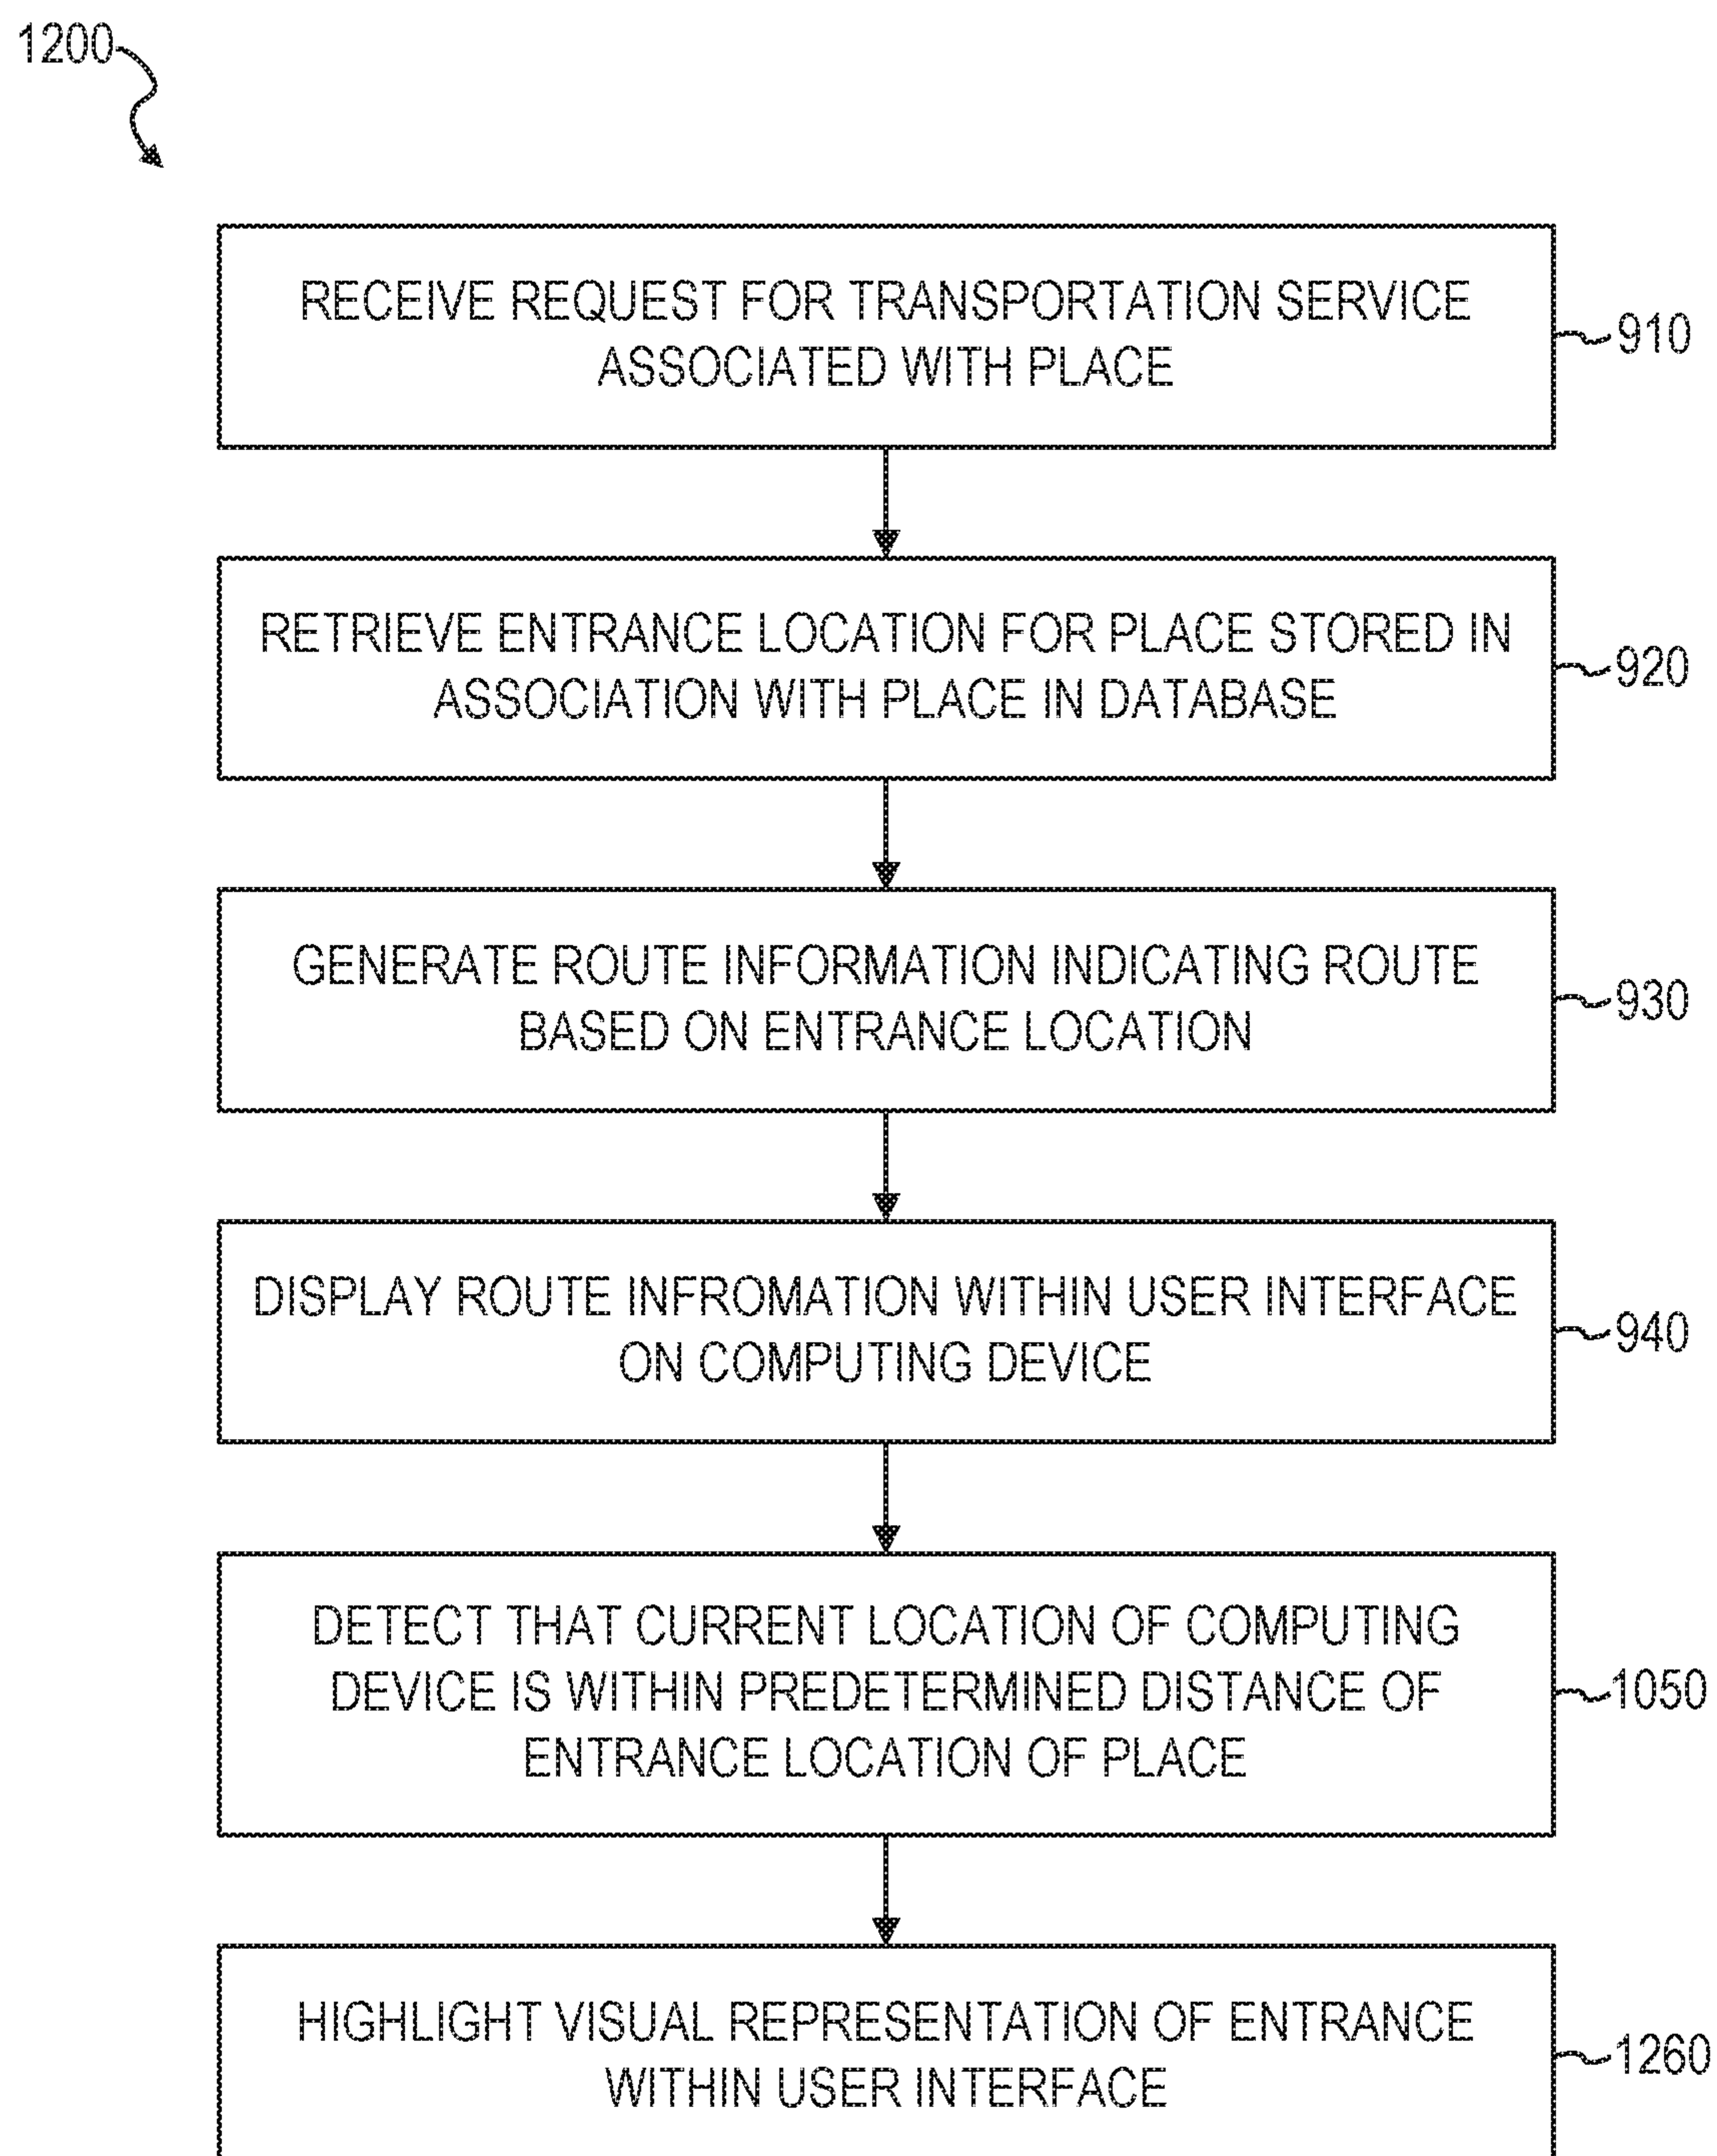 1200
RECEIVE REQUEST FOR TRANSPORTATION SERVICE
ASSOCIATED WITH PLACE
910
RETRIEVE ENTRANCE LOCATION FOR PLACE STORED IN
ASSOCIATION WITH PLACE IN DATABASE
920
GENERATE ROUTE INFORMATION INDICATING ROUTE
BASED ON ENTRANCE LOCATION
930
DISPLAY ROUTE INFROMATION WITHIN USER INTERFACE
ON COMPUTING DEVICE
940
DETECT THAT CURRENT LOCATION OF COMPUTING
DEVICE IS WITHIN PREDETERMINED DISTANCE OF
ENTRANCE LOCATION OF PLACE
1050
HIGHLIGHT VISUAL REPRESENTATION OF ENTRANCE
WITHIN USER INTERFACE
1260